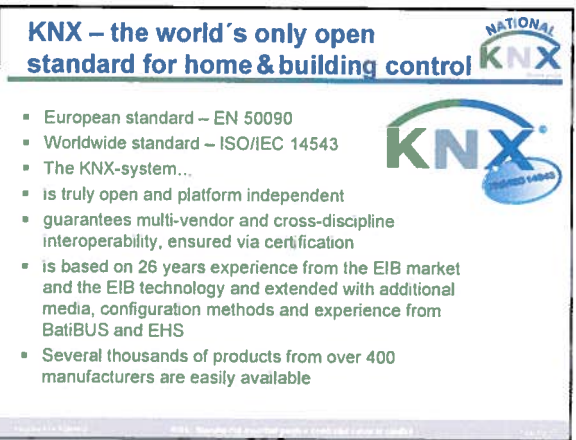 KNX – the world´s only open
standard for home & building control
NATIONAL
KNX
European standard – EN 50090
Worldwide standard – ISO/IEC 14543
KNX
The KNX-system...
is truly open and platform independent
guarantees multi-vendor and cross-discipline
interoperability, ensured via certification
is based on 26 years experience from the EIB market
and the EIB technology and extended with additional
media, configuration methods and experience from
BatiBUS and EHS
Several thousands of products from over 400
manufacturers are easily available